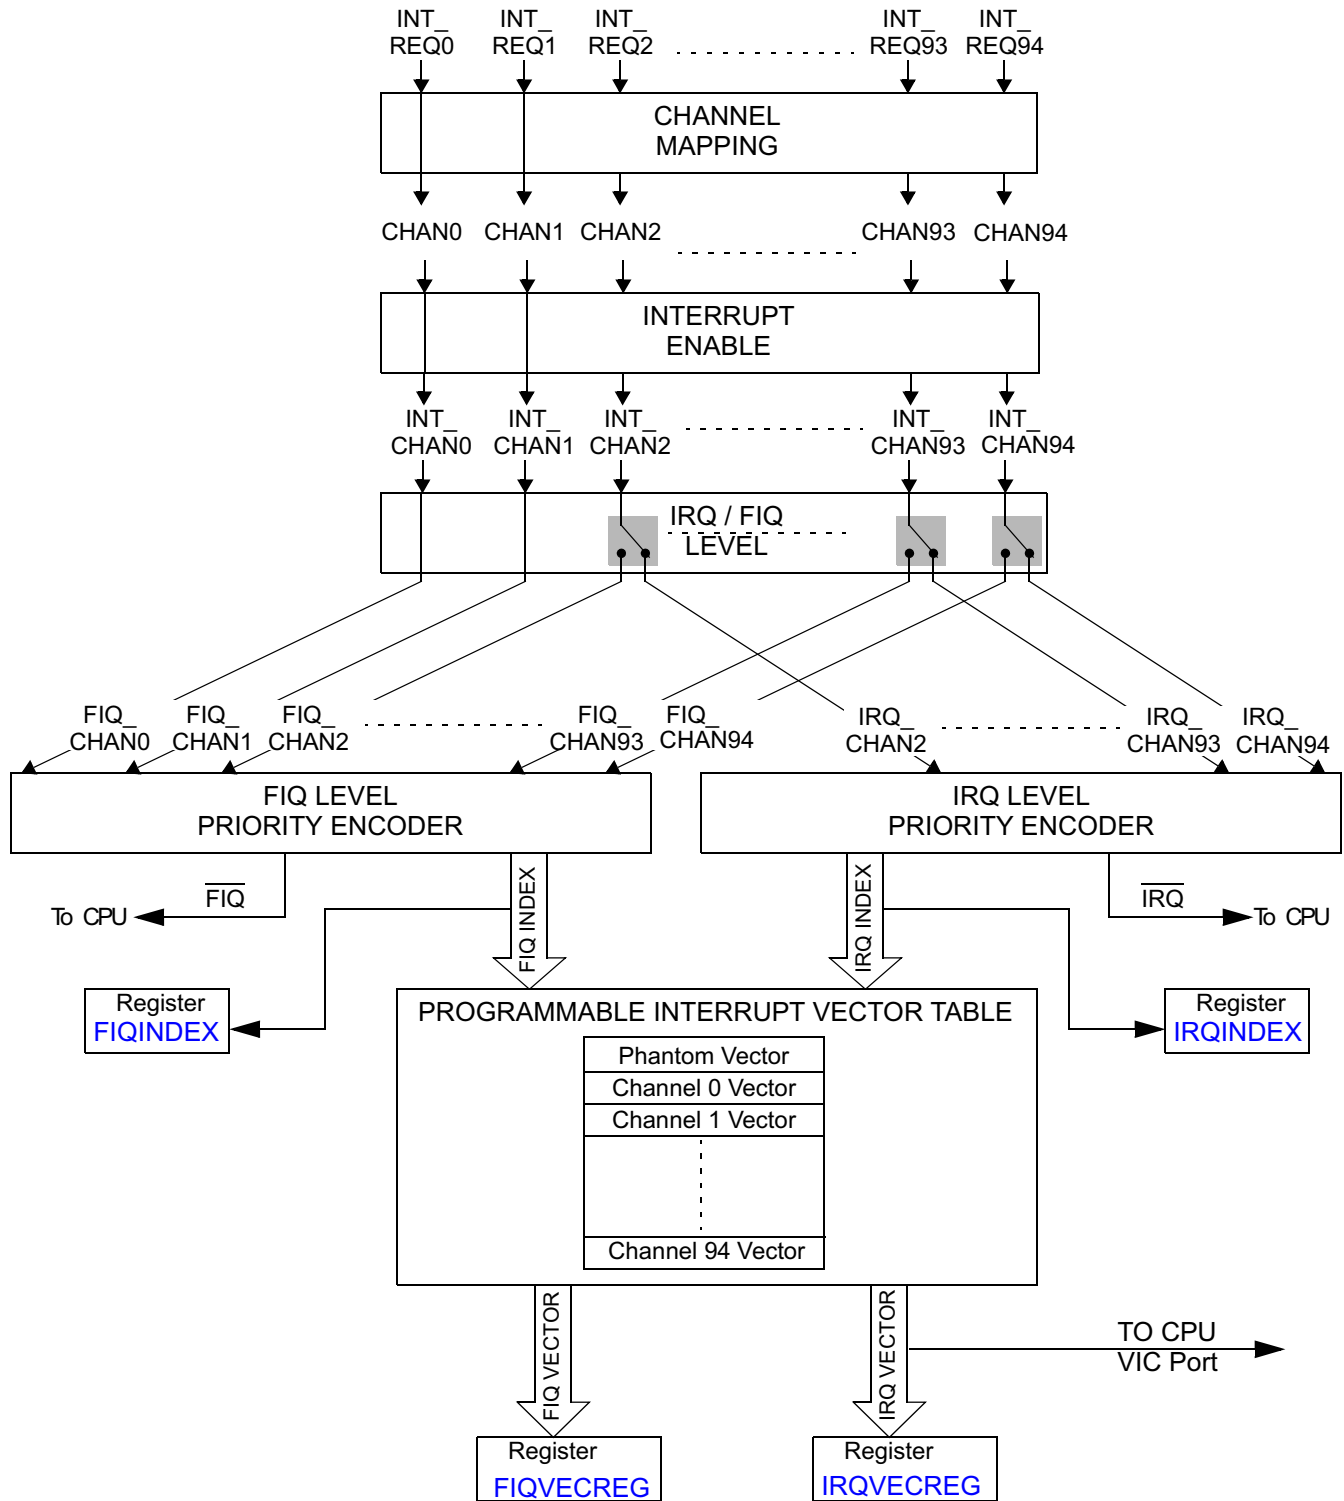 INT_ INT_ INT_ INT_ INT_
REQ0 REQ1 REQ2 REQ93 REQ94
CHANNEL
MAPPING
CHAN0 CHAN1 CHAN2 CHAN93 CHAN94
INTERRUPT
ENABLE
INT_ INT_ INT_ INT_ INT_
CHAN0 CHAN1 CHAN2 CHAN93 CHAN94
IRQ / FIQ
LEVEL
FIQ_ FIQ_ FIQ_ FIQ_ FIQ_ IRQ_ IRQ_ IRQ_
CHAN0 CHAN1 CHAN2 CHAN93 CHAN94 CHAN2 CHAN93 CHAN94
FIQ LEVEL
PRIORITY ENCODER
IRQ LEVEL
PRIORITY ENCODER
To CPU
FIQ
FIQ INDEX
IRQ INDEX
IRQ
To CPU
Register
FIQINDEX
Register
IRQINDEX
PROGRAMMABLE INTERRUPT VECTOR TABLE
Phantom Vector
Channel 0 Vector
Channel 1 Vector
Channel 94 Vector
FIQ VECTOR
IRQ VECTOR
TO CPU
VIC Port
Register
FIQVECREG
Register
IRQVECREG